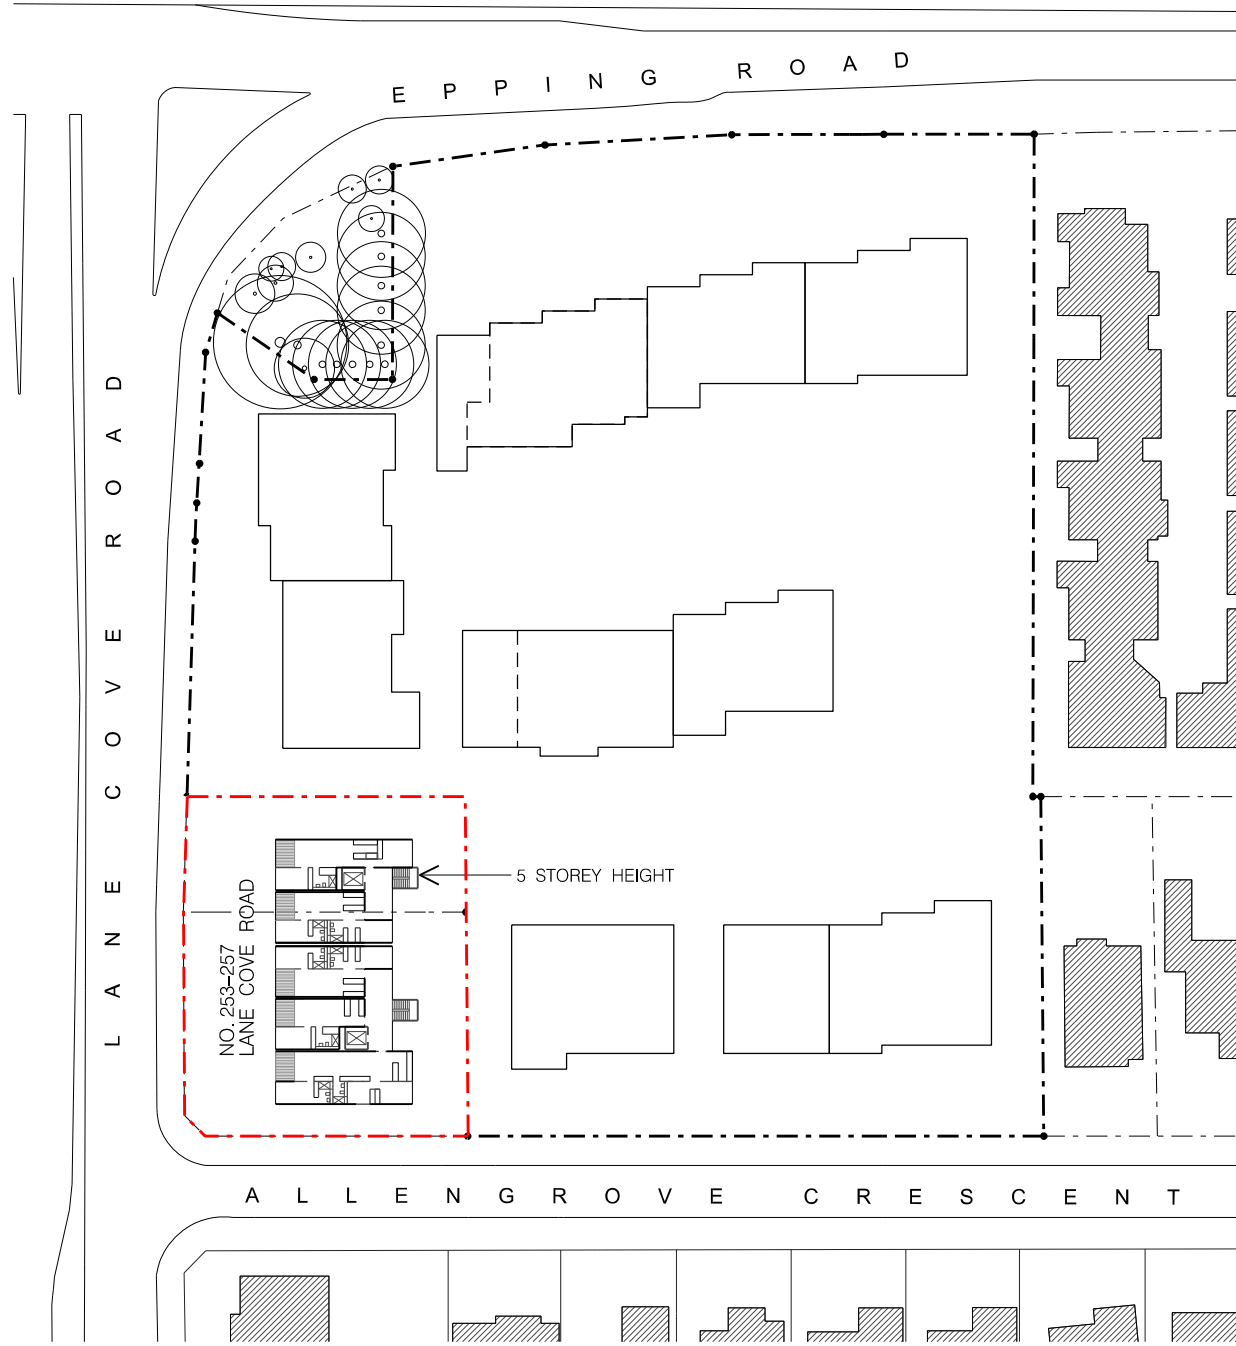 EPPING ROAD
LANE COVE ROAD
5 STOREY HEIGHT
NO. 253-257
LANE COVE ROAD
ALLENGROVE CRESCENT